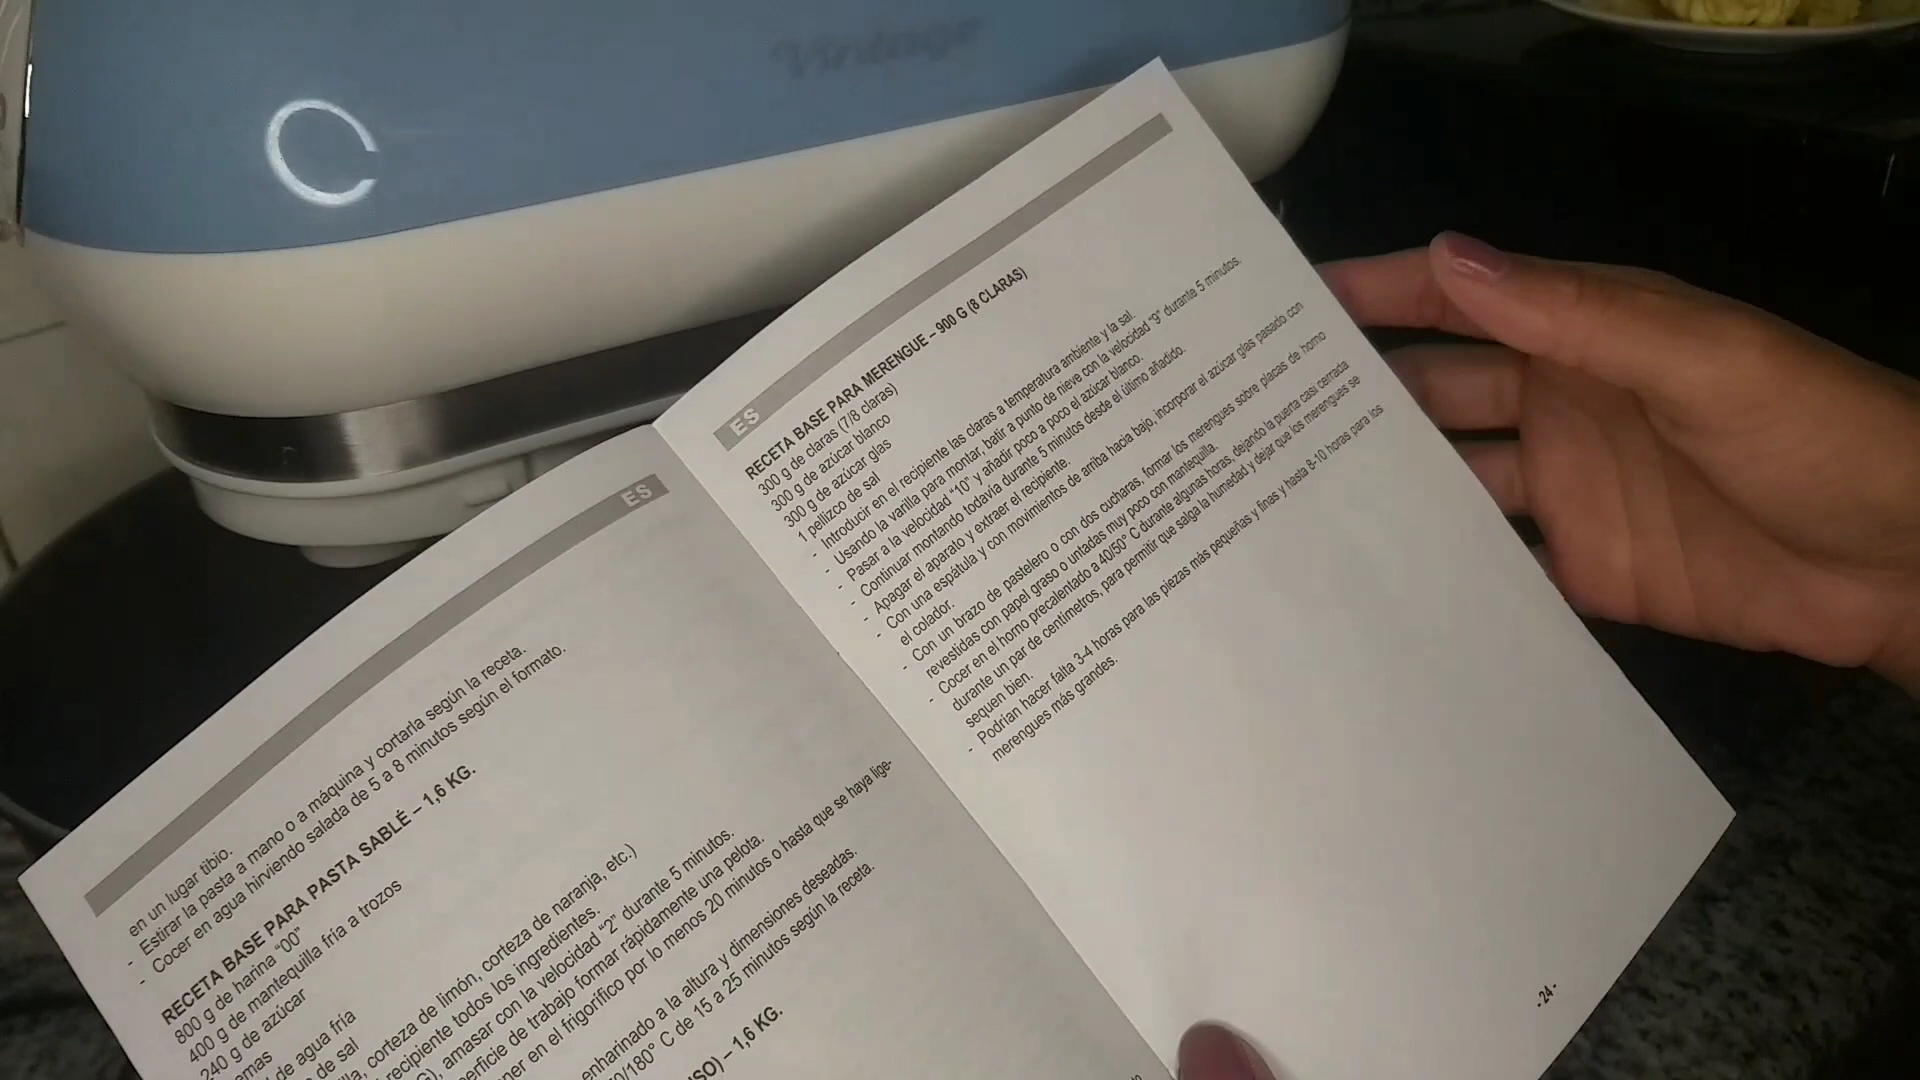 Vintage
ES
en un lugar tibio.
- Estirar la pasta a mano o a máquina y cortarla según la receta.
- Cocer en agua hirviendo salada de 5 a 8 minutos según el formato.
RECETA BASE PARA PASTA SABLÉ – 1,6 KG.
800 g de harina “00”
400 g de mantequilla fría a trozos
240 g de azúcar
de agua fría
de sal
corteza de limón, corteza de naranja, etc.)
recipiente todos los ingredientes.
amasar con la velocidad “2” durante 5 minutos.
de trabajo formar rápidamente una pelota.
en el frigorífico por lo menos 20 minutos o hasta que se haya lige-
enharinado a la altura y dimensiones deseadas.
/180° C de 15 a 25 minutos según la receta.
– 1,6 KG.
ES
RECETA BASE PARA MERENGUE – 900 G (8 CLARAS)
300 g de claras (7/8 claras)
300 g de azúcar blanco
300 g de azúcar glas
1 pellizco de sal
- Introducir en el recipiente las claras a temperatura ambiente y la sal.
- Usando la varilla para montar, batir a punto de nieve con la velocidad “9” durante 5 minutos.
- Pasar a la velocidad “10” y añadir poco a poco el azúcar blanco.
- Continuar montando todavía durante 5 minutos desde el último añadido.
- Apagar el aparato y extraer el recipiente.
- Con una espátula y con movimientos de arriba hacia bajo, incorporar el azúcar glas pasado con
el colador.
- Con un brazo de pastelero o con dos cucharas, formar los merengues sobre placas de horno
revestidas con papel graso o untadas muy poco con mantequilla.
- Cocer en el horno precalentado a 40/50° C durante algunas horas, dejando la puerta casi cerrada
durante un par de centímetros, para permitir que salga la humedad y dejar que los merengues se
sequen bien.
- Podrían hacer falta 3-4 horas para las piezas más pequeñas y finas y hasta 8-10 horas para los
merengues más grandes.
-24-